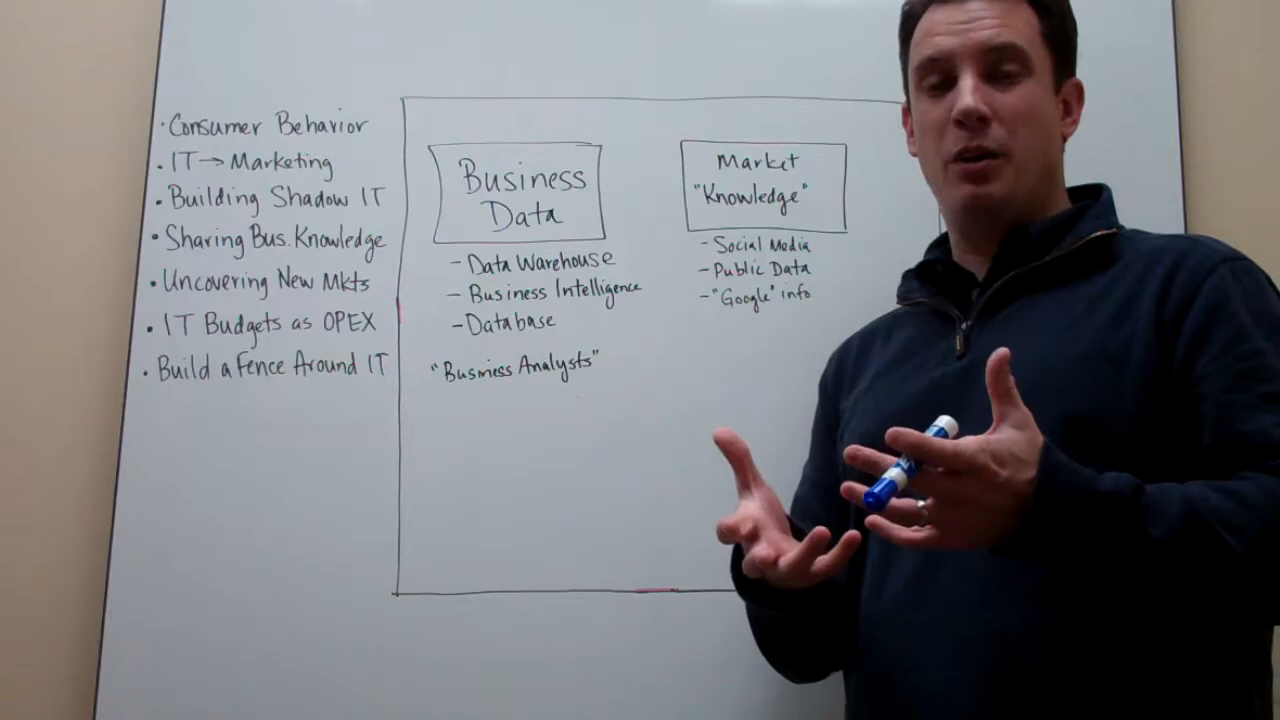 · Consumer Behavior
· IT → Marketing
· Building Shadow IT
· Sharing Bus. Knowledge
· Uncovering New Mkts
· IT Budgets as OPEX
· Build a Fence Around IT
Business
Data
- Data Warehouse
- Business Intelligence
- Database
"Business Analysts"
Market
"Knowledge"
- Social Media
- Public Data
- "Google" info